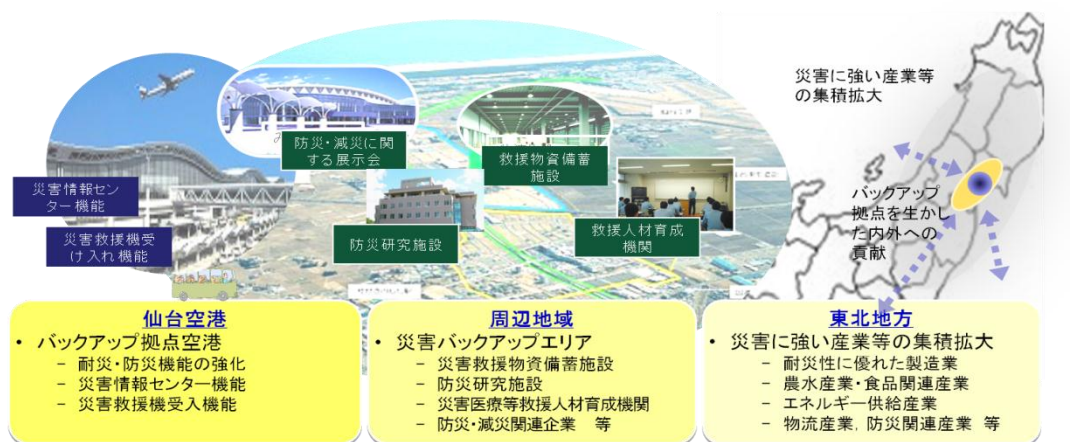 災害に強い産業等
の集積拡大
防災・減災に関
する展示会
救援物資備蓄
施設
災害情報セン
ター機能
災害救援機受
け入れ機能
防災研究施設
救援人材育成
機関
バックアップ
拠点を生かし
た内外への
貢献
仙台空港
• バックアップ拠点空港
− 耐災・防災機能の強化
− 災害情報センター機能
− 災害救援機受入機能
周辺地域
• 災害バックアップエリア
− 災害救援物資備蓄施設
− 防災研究施設
− 災害医療等救援人材育成機関
− 防災・減災関連企業 等
東北地方
• 災害に強い産業等の集積拡大
− 耐災性に優れた製造業
− 農水産業・食品関連産業
− エネルギー供給産業
− 物流産業，防災関連産業 等